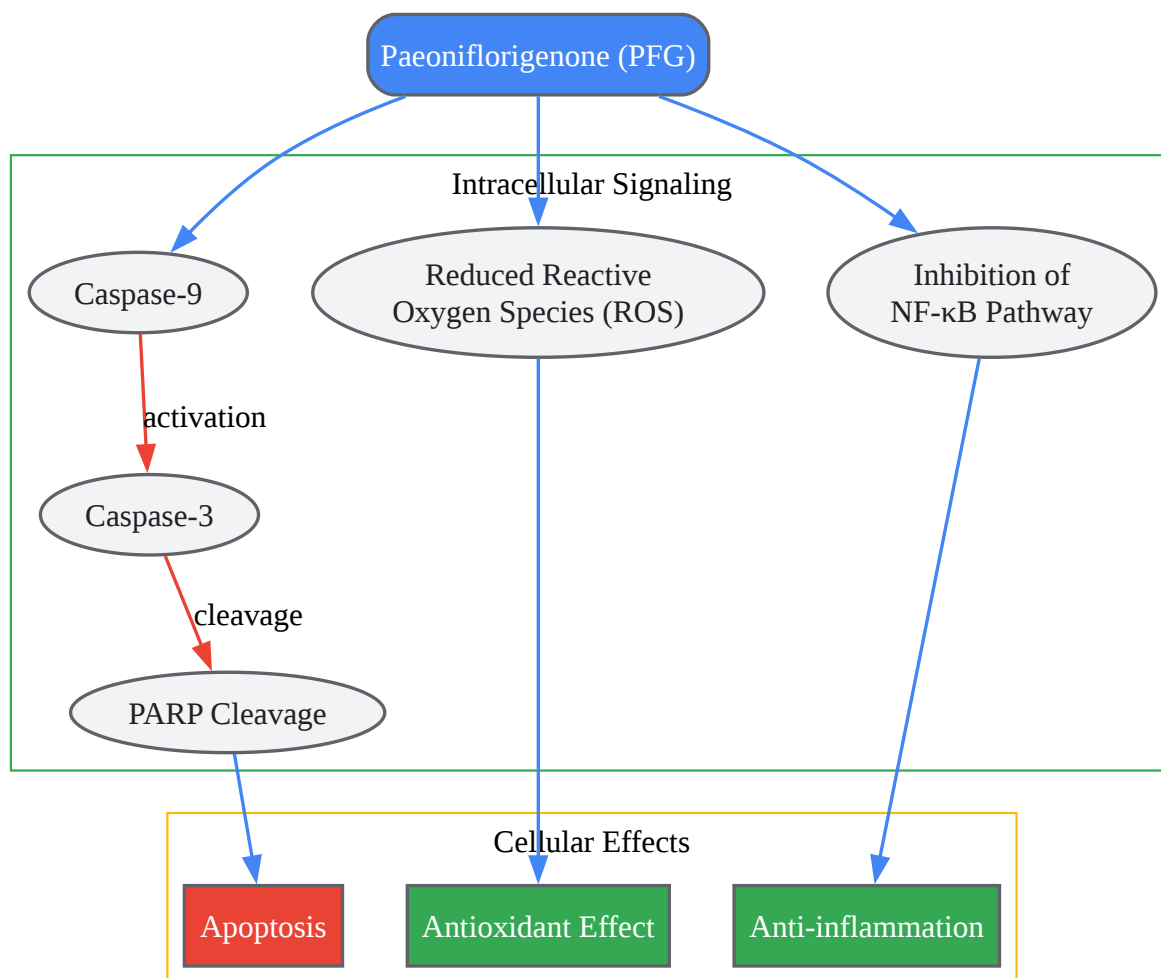 Paeoniflorigenone (PFG)
Intracellular Signaling
Caspase-9
Reduced Reactive
Oxygen Species (ROS)
Inhibition of
NF-κB Pathway
activation
Caspase-3
cleavage
PARP Cleavage
Cellular Effects
Apoptosis
Antioxidant Effect
Anti-inflammation